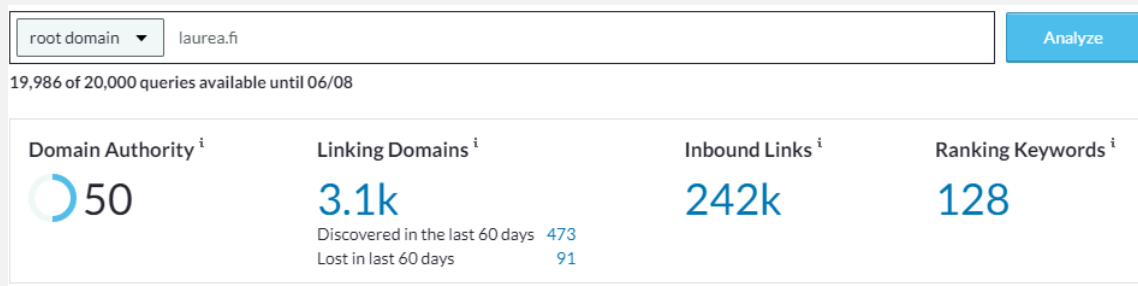 root domain laurea.fi Analyze
19,986 of 20,000 queries available until 06/08
Domain Authority i Linking Domains i Inbound Links i Ranking Keywords i
50 3.1k 242k 128
Discovered in the last 60 days 473
Lost in last 60 days 91